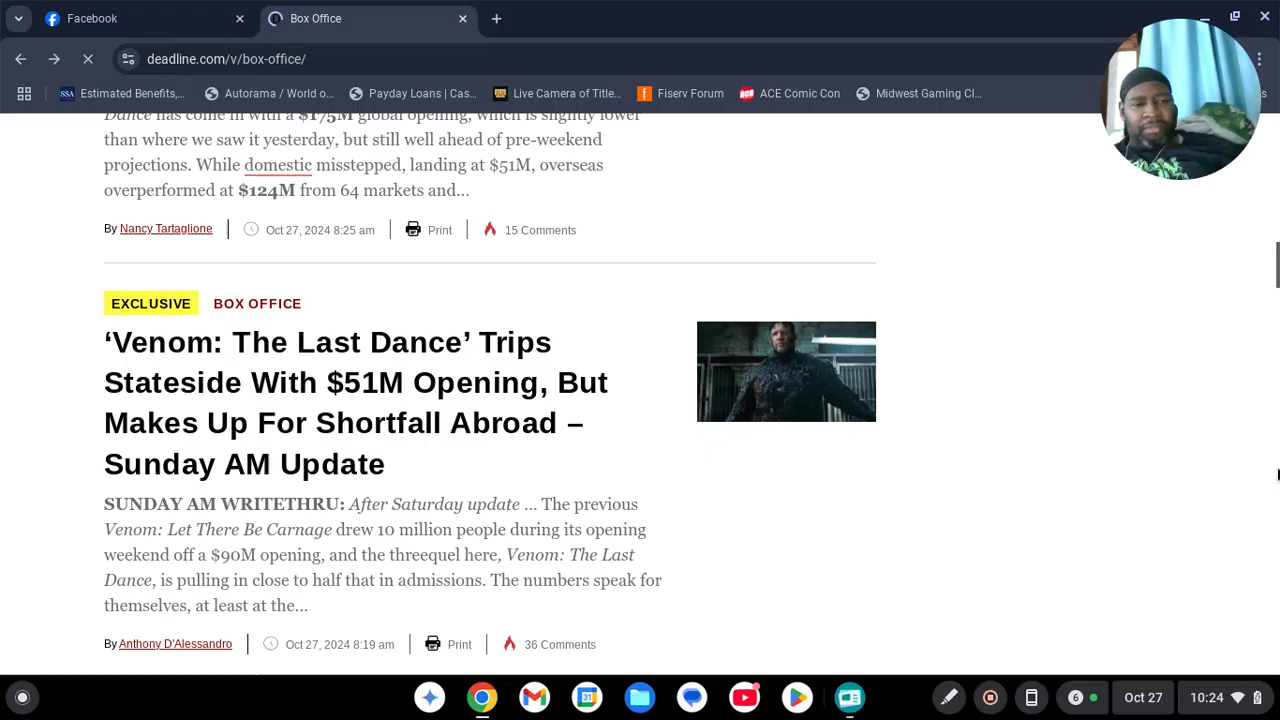 Facebook
Box Office
deadline.com/v/box-office/
SSA Estimated Benefits,...
Autorama / World o...
Payday Loans | Cas...
Live Camera of Title...
Fiserv Forum
ACE Comic Con
Midwest Gaming Cl...
Dance has come in with a $175M global opening, which is slightly lower
than where we saw it yesterday, but still well ahead of pre-weekend
projections. While domestic misstepped, landing at $51M, overseas
overperformed at $124M from 64 markets and...
By Nancy Tartaglione
Oct 27, 2024 8:25 am
Print
15 Comments
EXCLUSIVE BOX OFFICE
‘Venom: The Last Dance’ Trips
Stateside With $51M Opening, But
Makes Up For Shortfall Abroad –
Sunday AM Update
SUNDAY AM WRITETHRU: After Saturday update ... The previous
Venom: Let There Be Carnage drew 10 million people during its opening
weekend off a $90M opening, and the threequel here, Venom: The Last
Dance, is pulling in close to half that in admissions. The numbers speak for
themselves, at least at the...
By Anthony D'Alessandro
Oct 27, 2024 8:19 am
Print
36 Comments
6
Oct 27
10:24